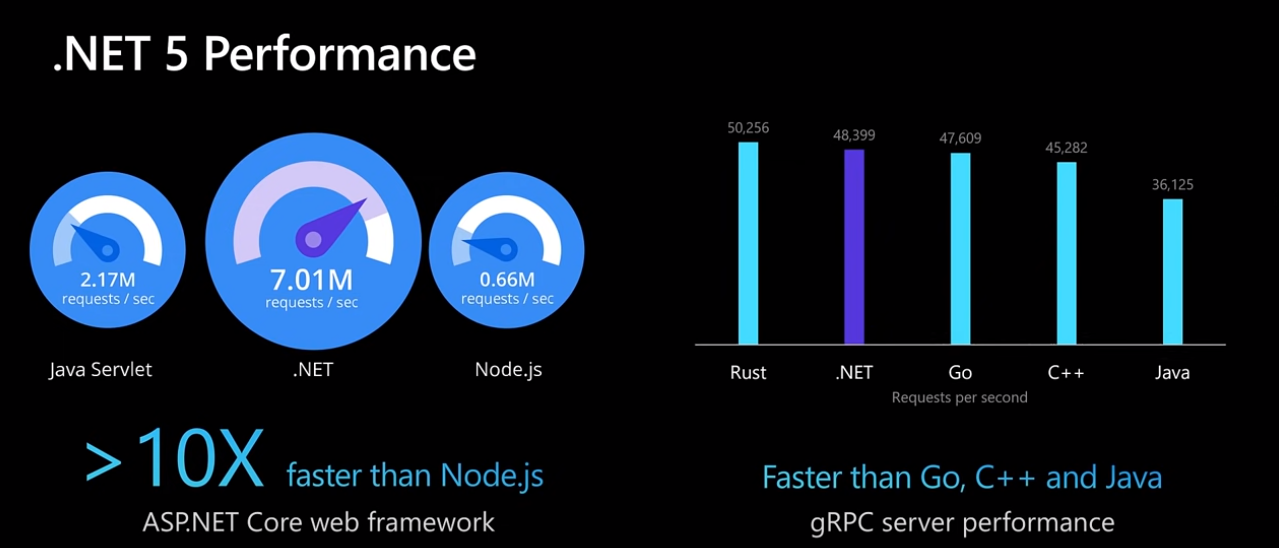 .NET 5 Performance
2.17M
requests / sec
Java Servlet
7.01M
requests / sec
.NET
0.66M
requests / sec
Node.js
>10X faster than Node.js
ASP.NET Core web framework
50,256
48,399
47,609
45,282
36,125
Rust
.NET
Go
C++
Java
Requests per second
Faster than Go, C++ and Java
gRPC server performance